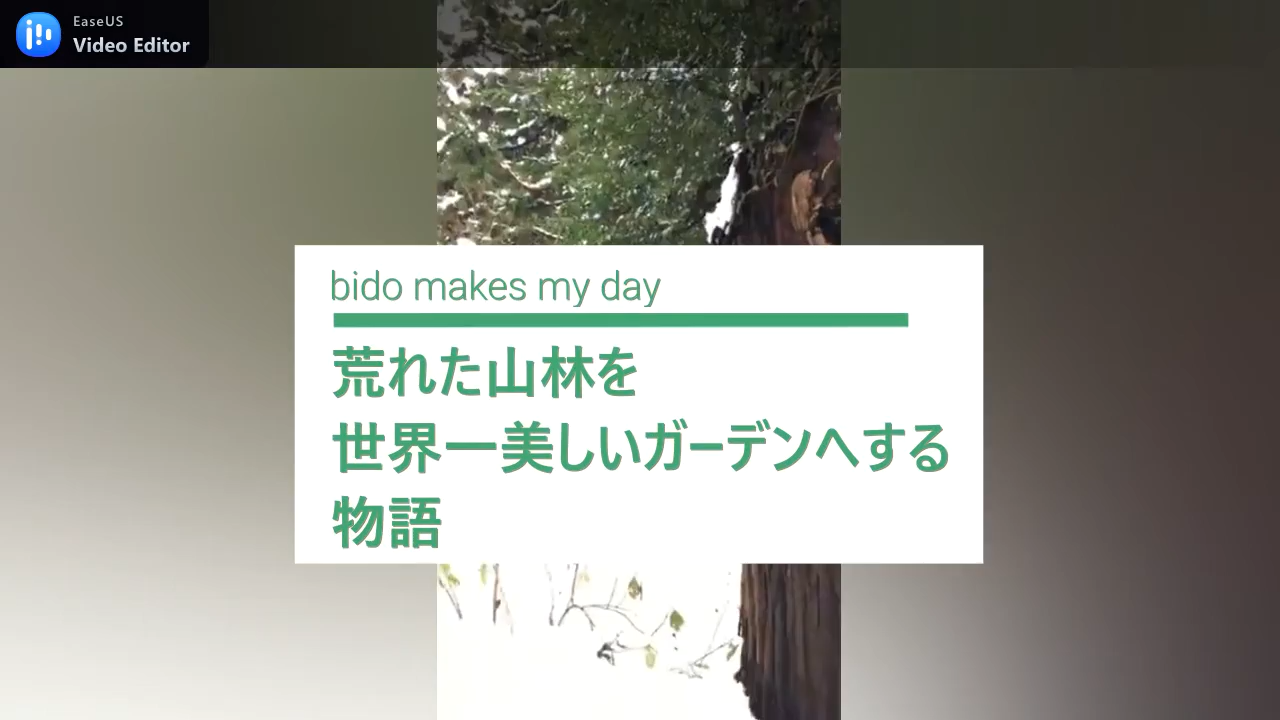 EaseUS
Video Editor
bido makes my day
荒れた山林を
世界一美しいガーデンへする
物語